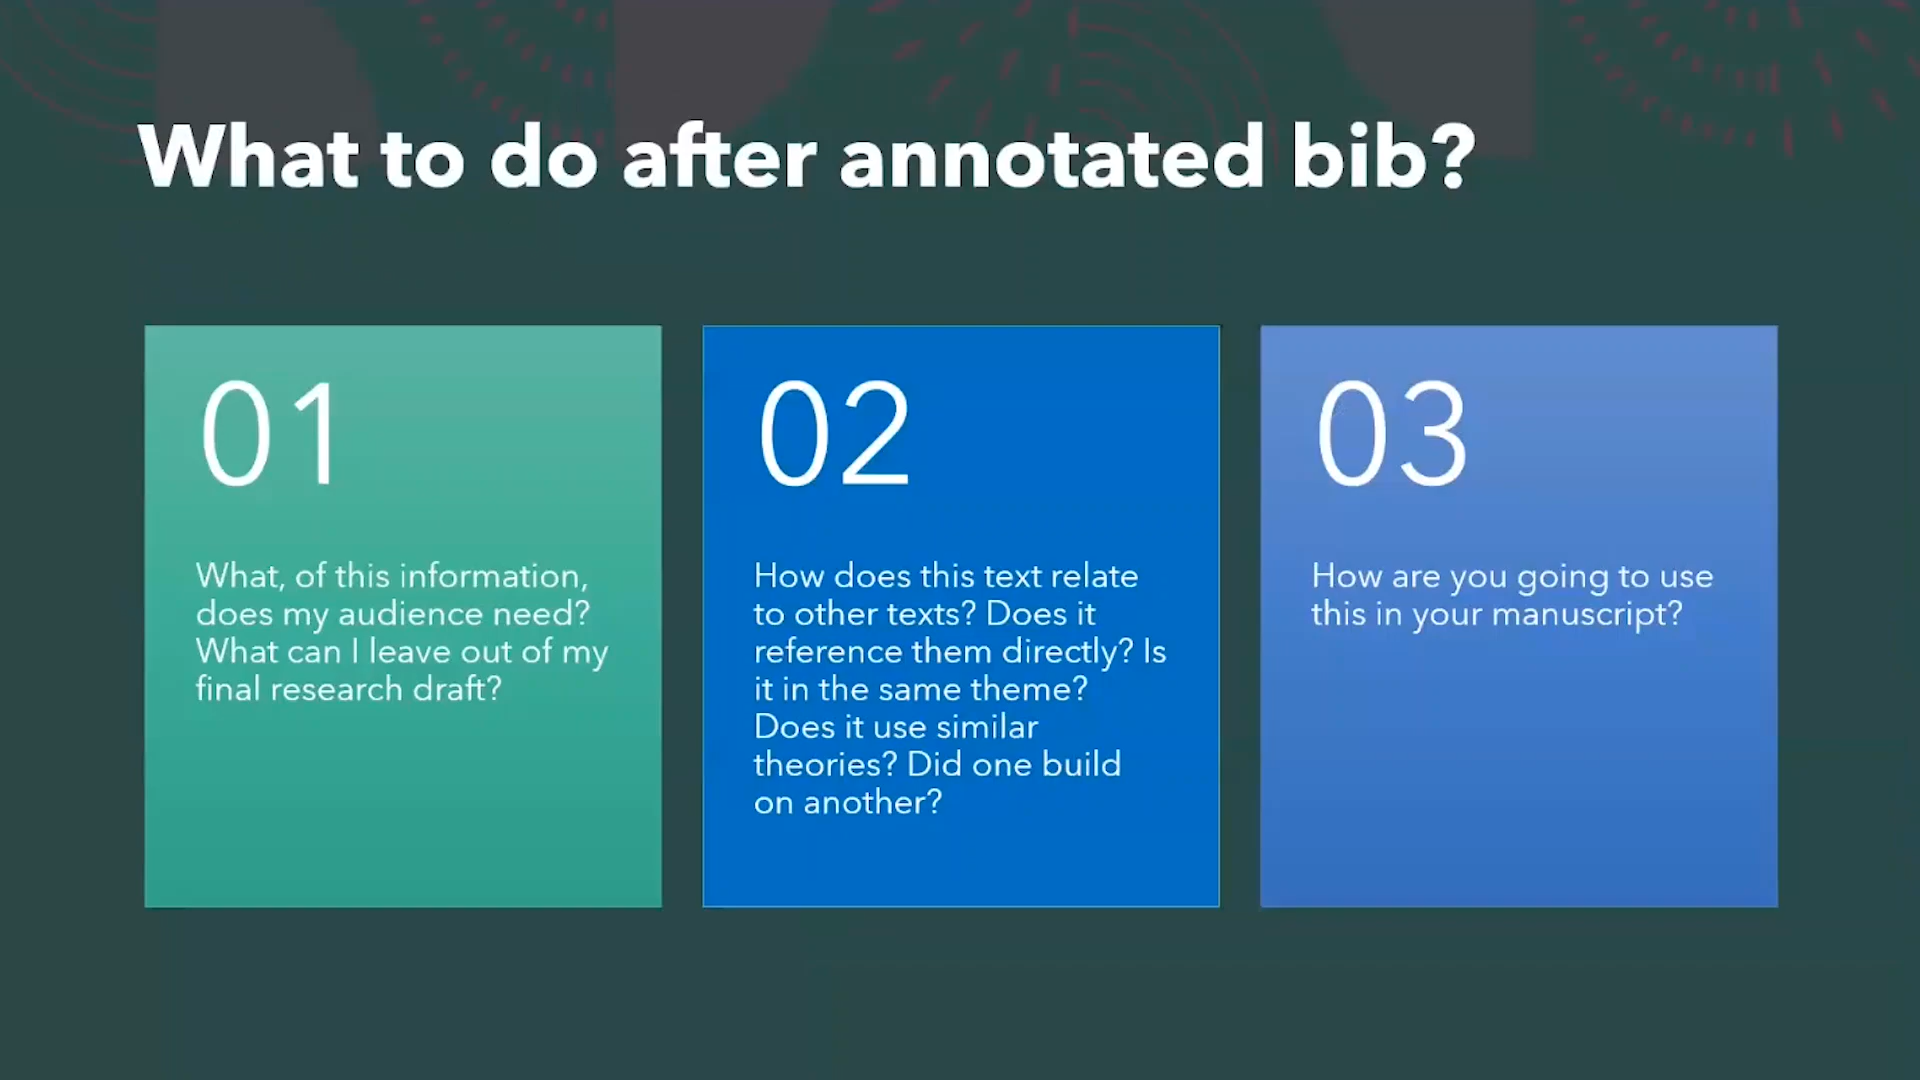 What to do after annotated bib?
01
What, of this information,
does my audience need?
What can I leave out of my
final research draft?
02
How does this text relate
to other texts? Does it
reference them directly? Is
it in the same theme?
Does it use similar
theories? Did one build
on another?
03
How are you going to use
this in your manuscript?